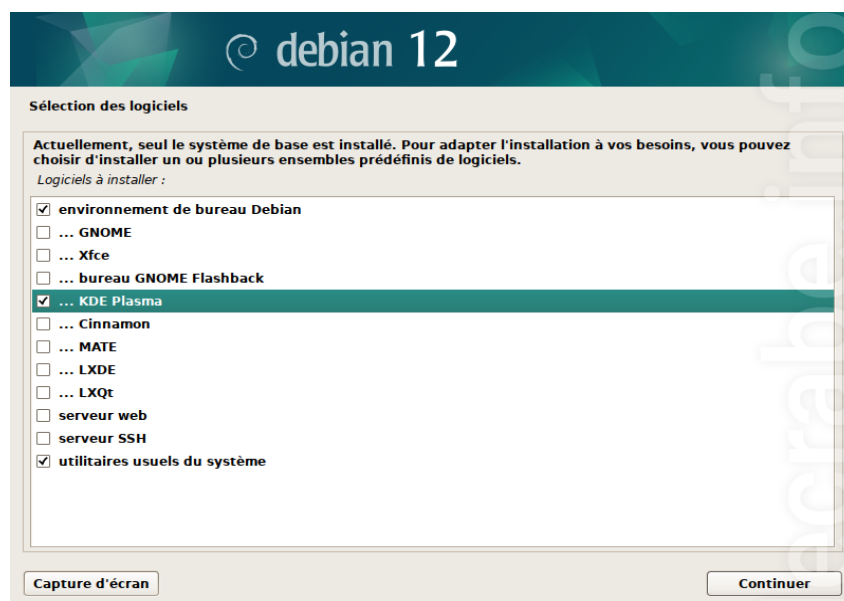 debian 12
Sélection des logiciels
Actuellement, seul le système de base est installé. Pour adapter l'installation à vos besoins, vous pouvez
choisir d'installer un ou plusieurs ensembles prédéfinis de logiciels.
Logiciels à installer :
environnement de bureau Debian
... GNOME
... Xfce
... bureau GNOME Flashback
... KDE Plasma
... Cinnamon
... MATE
... LXDE
... LXQt
serveur web
serveur SSH
utilitaires usuels du système
Capture d'écran
Continuer
ecrabe info